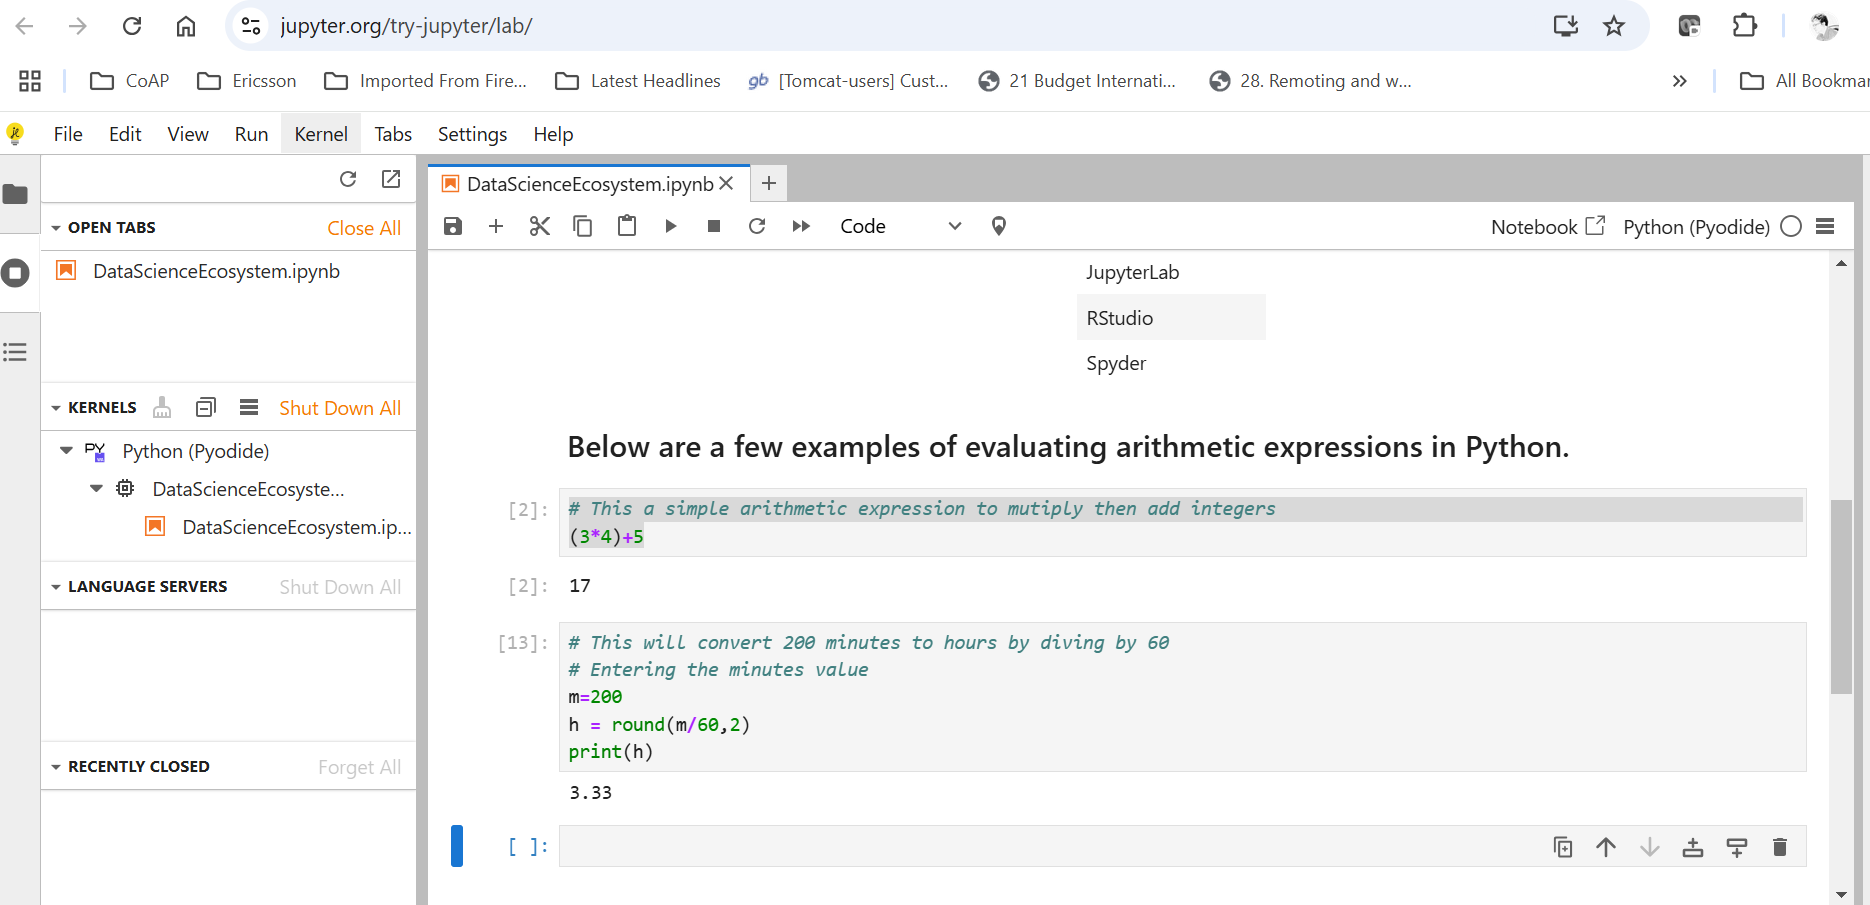 jupyter.org/try-jupyter/lab/
CoAP Ericsson Imported From Fire... Latest Headlines gb [Tomcat-users] Cust... 21 Budget Internati... 28. Remoting and w... » All Bookmar
File Edit View Run Kernel Tabs Settings Help
OPEN TABS Close All
DataScienceEcosystem.ipynb
KERNELS Shut Down All
Python (Pyodide)
DataScienceEcosyste...
DataScienceEcosystem.ip...
LANGUAGE SERVERS Shut Down All
RECENTLY CLOSED Forget All
DataScienceEcosystem.ipynb
Code Notebook Python (Pyodide)
JupyterLab
RStudio
Spyder
Below are a few examples of evaluating arithmetic expressions in Python.
[2]: # This a simple arithmetic expression to mutiply then add integers
(3*4)+5
[2]: 17
[13]: # This will convert 200 minutes to hours by diving by 60
# Entering the minutes value
m=200
h = round(m/60,2)
print(h)
3.33
[ ]: